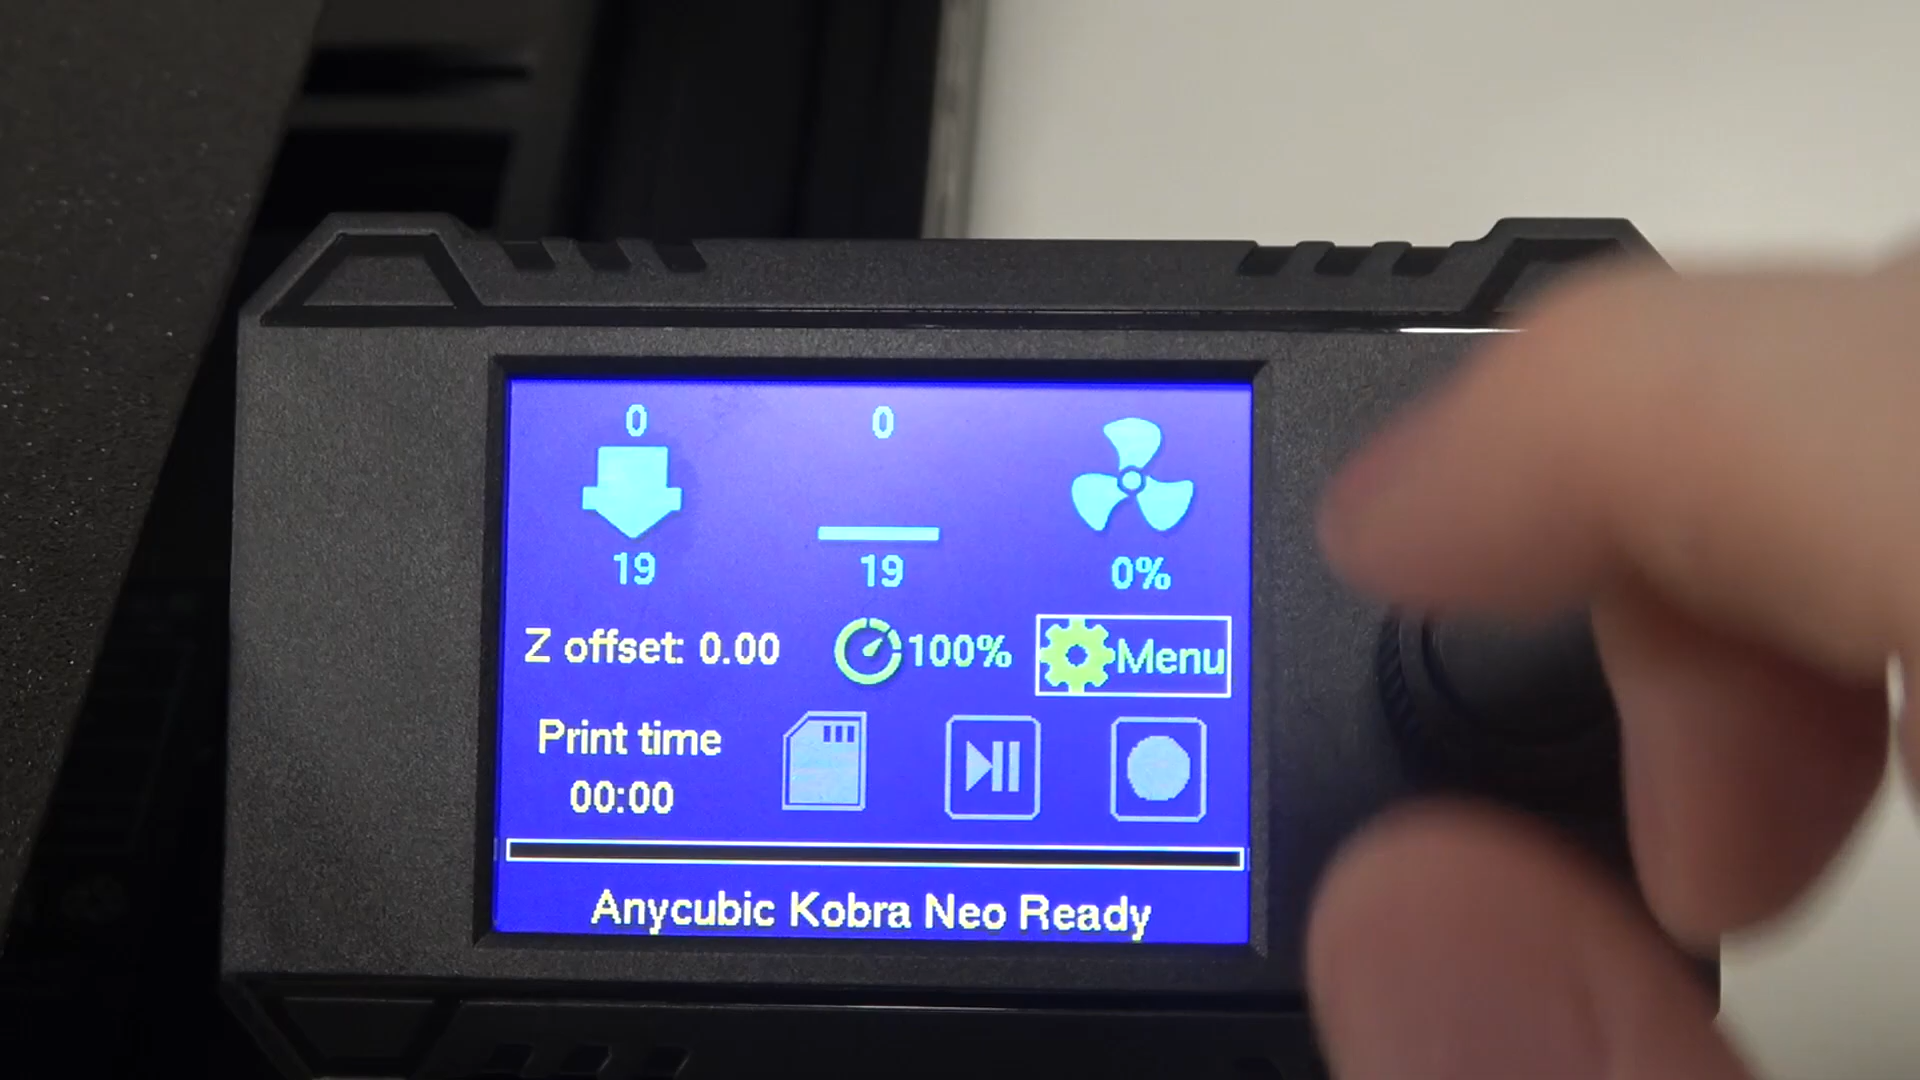 0 0
19 19 0%
Z offset: 0.00 100% Menu
Print time
00:00
Anycubic Kobra Neo Ready